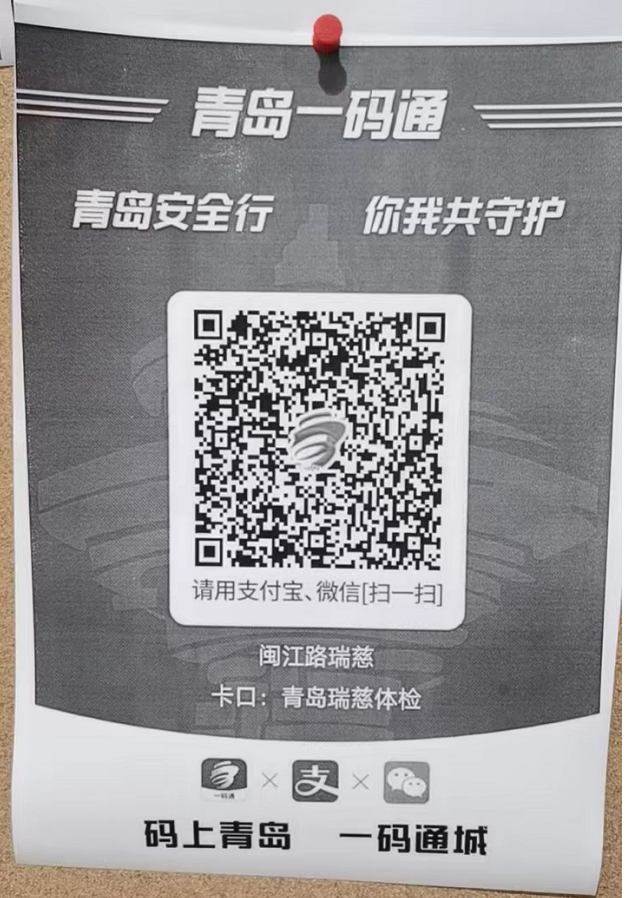 青岛一码通
青岛安全行 你我共守护
请用支付宝、微信[扫一扫]
闽江路瑞慈
卡口：青岛瑞慈体检
一码通 × 支 ×
码上青岛 一码通城